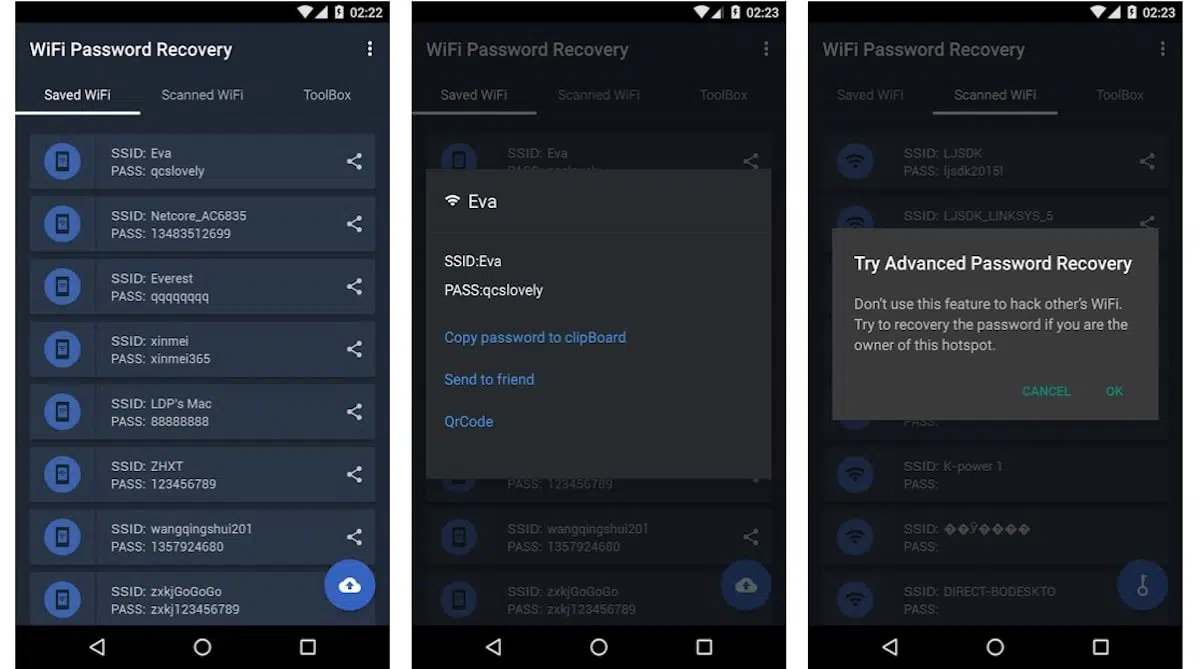 02:22
WiFi Password Recovery
Saved WiFi Scanned WiFi ToolBox
SSID: Eva
PASS: qcslovely
SSID: Netcore_AC6835
PASS: 13483512699
SSID: Everest
PASS: qqqqqqqq
SSID: xinmei
PASS: xinmei365
SSID: LDP's Mac
PASS: 88888888
SSID: ZHXT
PASS: 123456789
SSID: wangqingshui201
PASS: 1357924680
SSID: zxkjGoGoGo
PASS: zxkj123456789
02:23
WiFi Password Recovery
Saved WiFi Scanned WiFi ToolBox
SSID: Eva
Eva
SSID:Eva
PASS:qcslovely
Copy password to clipBoard
Send to friend
QrCode
PASS: 123456789
SSID: wangqingshui201
PASS: 1357924680
SSID: zxkjGoGoGo
PASS: zxkj123456789
02:23
WiFi Password Recovery
Saved WiFi Scanned WiFi ToolBox
SSID: LJSDK
PASS: ljsdk2015!
SSID: LJSDK_LINKSYS_5
Try Advanced Password Recovery
Don't use this feature to hack other's WiFi.
Try to recovery the password if you are the
owner of this hotspot.
CANCEL OK
PASS:
SSID: K-power 1
PASS:
SSID: ��ӳ����
PASS:
SSID: DIRECT-BODESKTO
PASS: